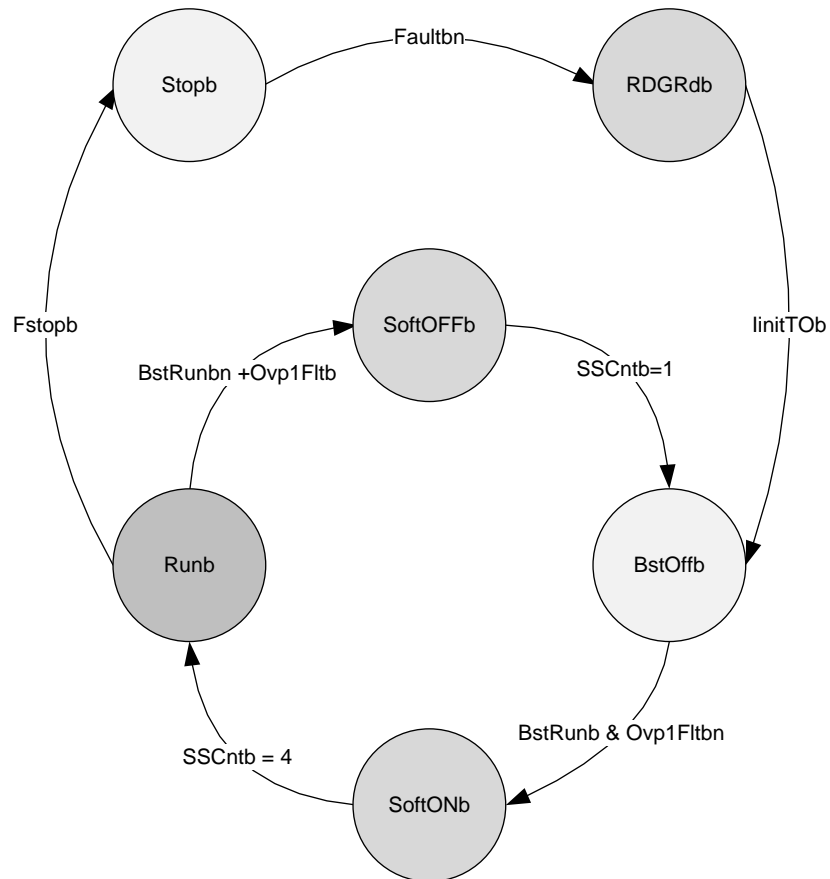 Faultbn
Stopb
RDGRdb
Fstopb
SoftOFFb
IinitTOb
BstRunbn +Ovp1Fltb
SSCntb=1
Runb
BstOffb
BstRunb & Ovp1Fltbn
SSCntb = 4
SoftONb